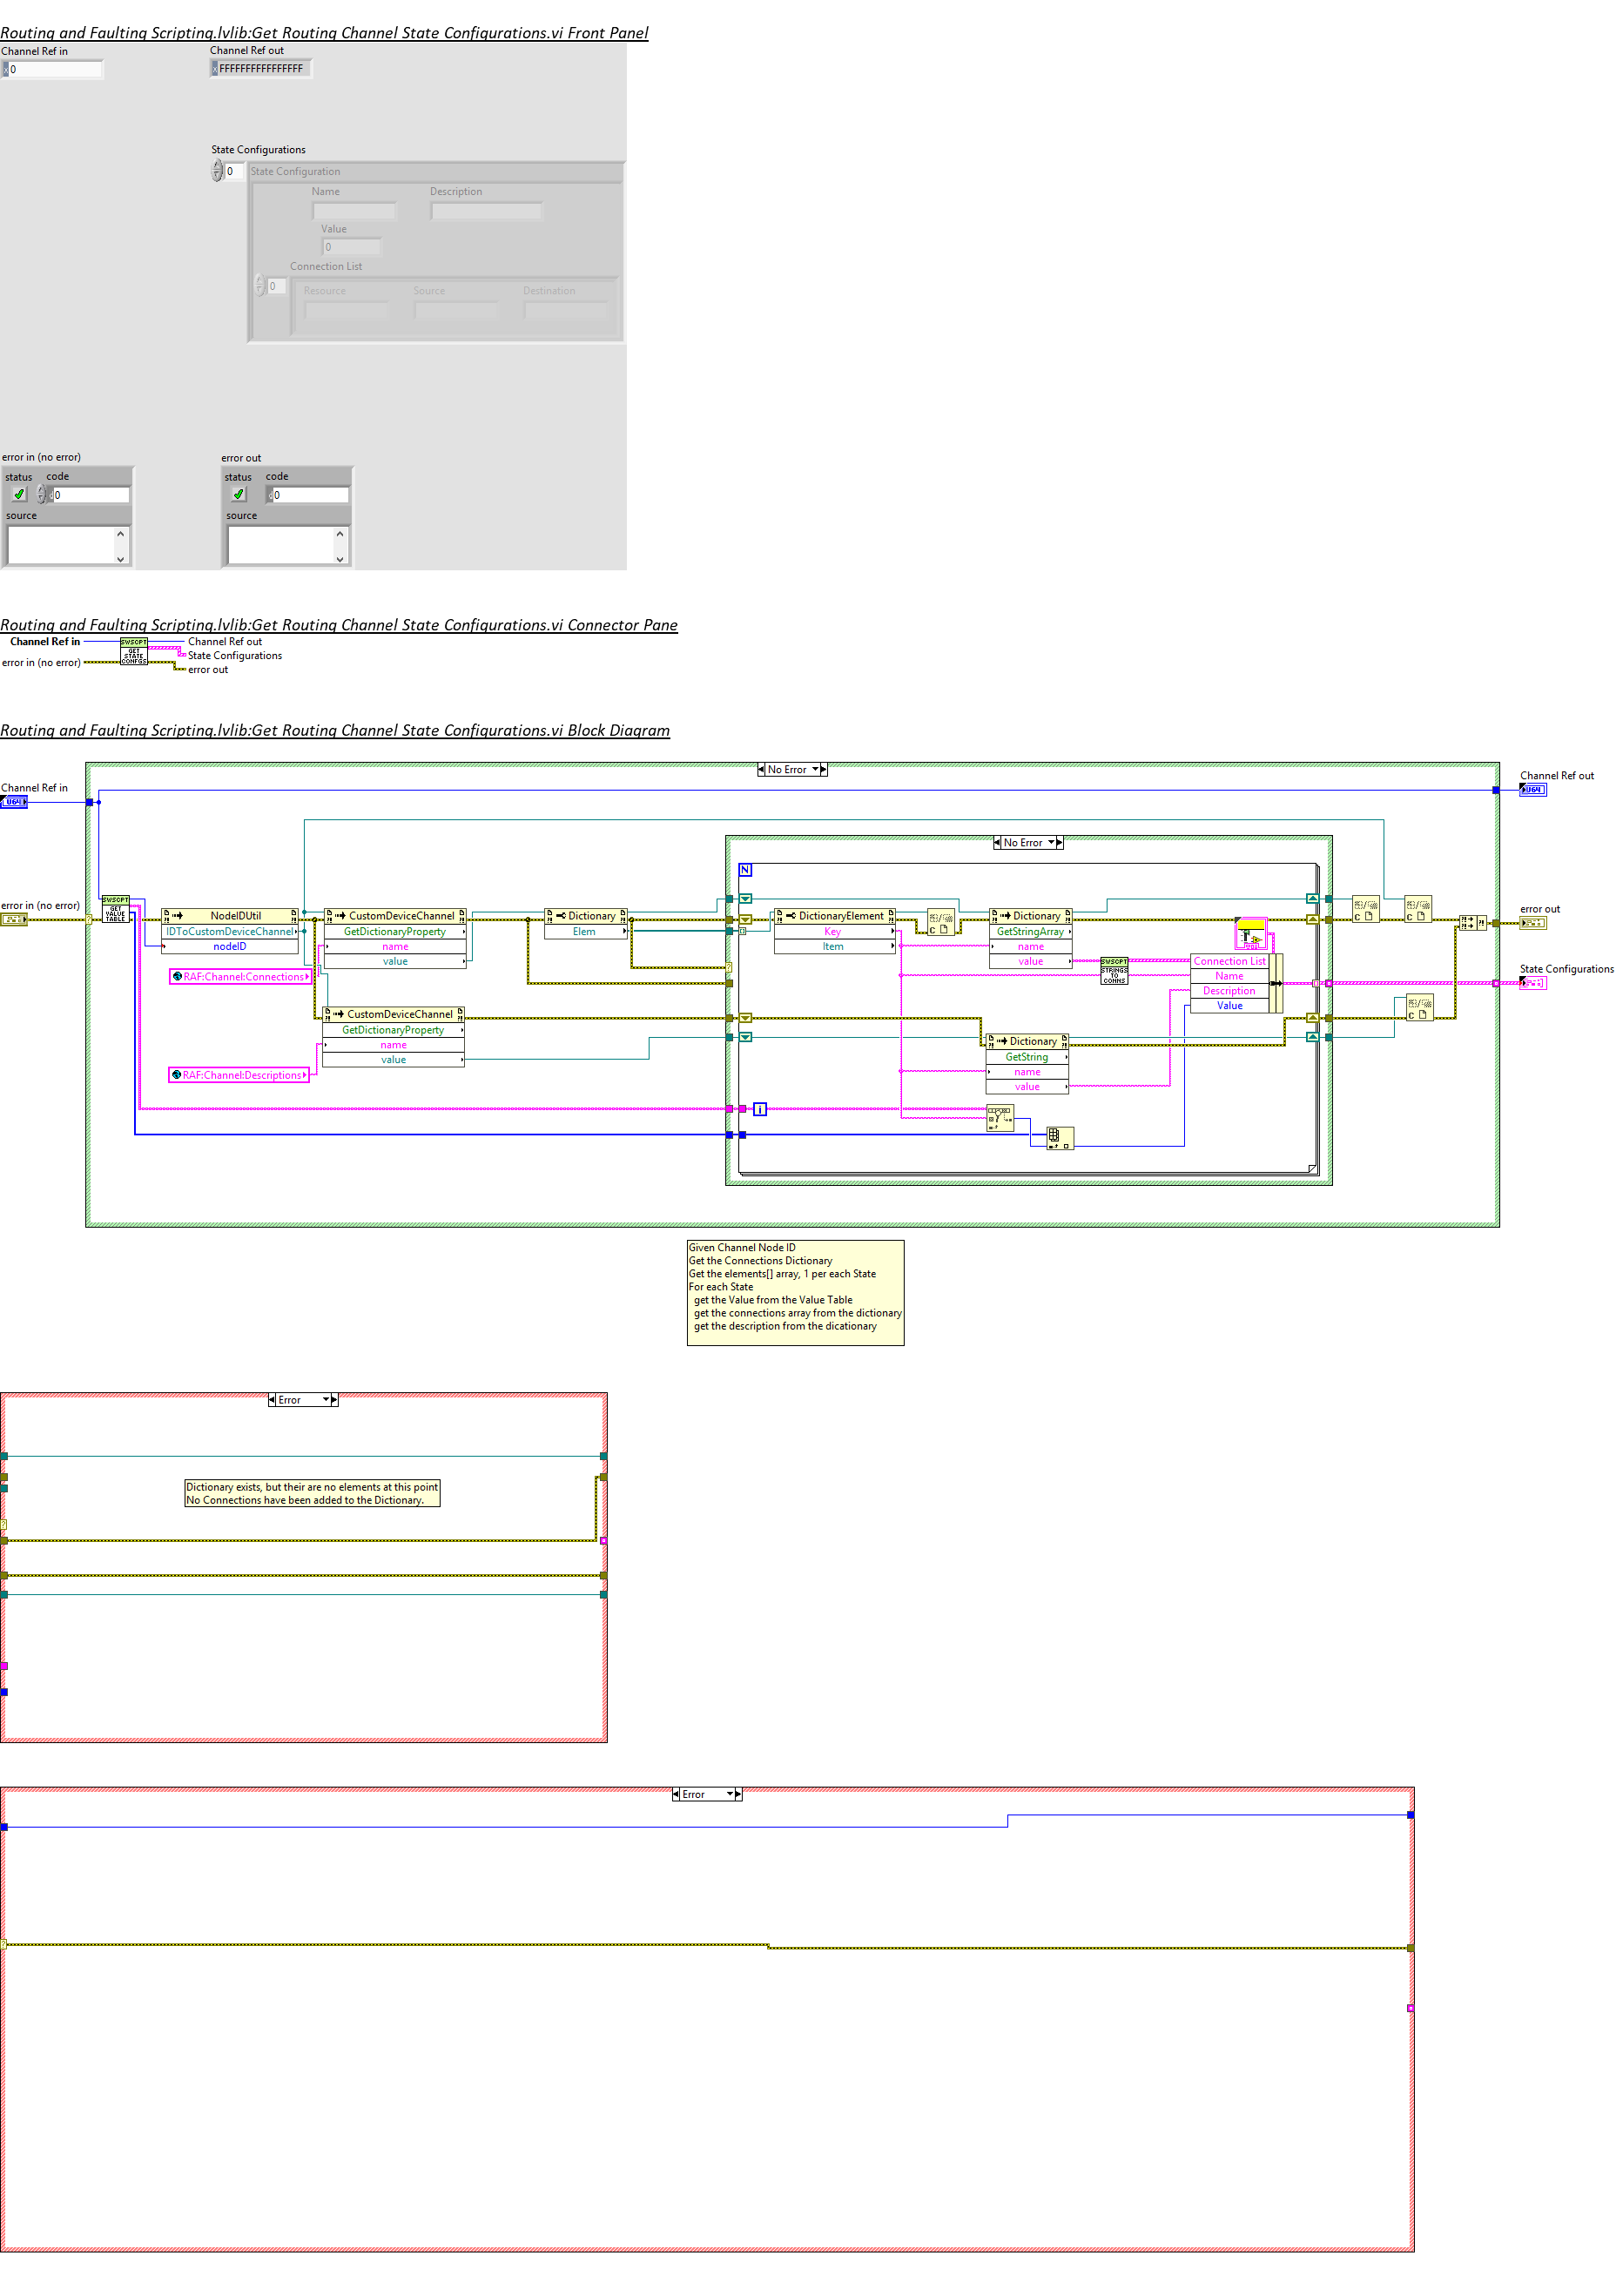 Routing and Faulting Scripting.lvlib:Get Routing Channel State Configurations.vi Front Panel
Channel Ref in
Channel Ref out
x 0
x FFFFFFFFFFFFFFFF
State Configurations
0
State Configuration
Name
Description
Value
0
Connection List
0
Resource
Source
Destination
error in (no error)
error out
status
code
status
code
0
0
source
source
Routing and Faulting Scripting.lvlib:Get Routing Channel State Configurations.vi Connector Pane
Channel Ref in
SWSCPT
GET
STATE
CONFGS
Channel Ref out
State Configurations
error in (no error)
error out
Routing and Faulting Scripting.lvlib:Get Routing Channel State Configurations.vi Block Diagram
No Error
Channel Ref in
U64
Channel Ref out
U64
No Error
N
error in (no error)
SWSCPT
GET
VALUE
TABLE
NodeIDUtil
IDToCustomDeviceChannel
nodeID
CustomDeviceChannel
GetDictionaryProperty
name
value
Dictionary
Elem
DictionaryElement
Key
Item
Dictionary
GetStringArray
name
value
error out
RAF:Channel:Connections
SWSCPT
STRINGS
TO
CONNS
Connection List
Name
Description
Value
State Configurations
CustomDeviceChannel
GetDictionaryProperty
name
value
Dictionary
GetString
name
value
RAF:Channel:Descriptions
i
Given Channel Node ID
Get the Connections Dictionary
Get the elements[] array, 1 per each State
For each State
get the Value from the Value Table
get the connections array from the dictionary
get the description from the dicationary
Error
Dictionary exists, but their are no elements at this point
No Connections have been added to the Dictionary.
Error